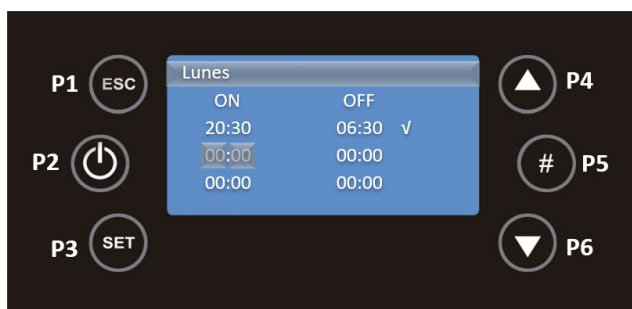 P1 ESC
Lunes
P4
ON OFF
20:30 06:30 √
P2
00:00 00:00
# P5
00:00 00:00
P3 SET
P6